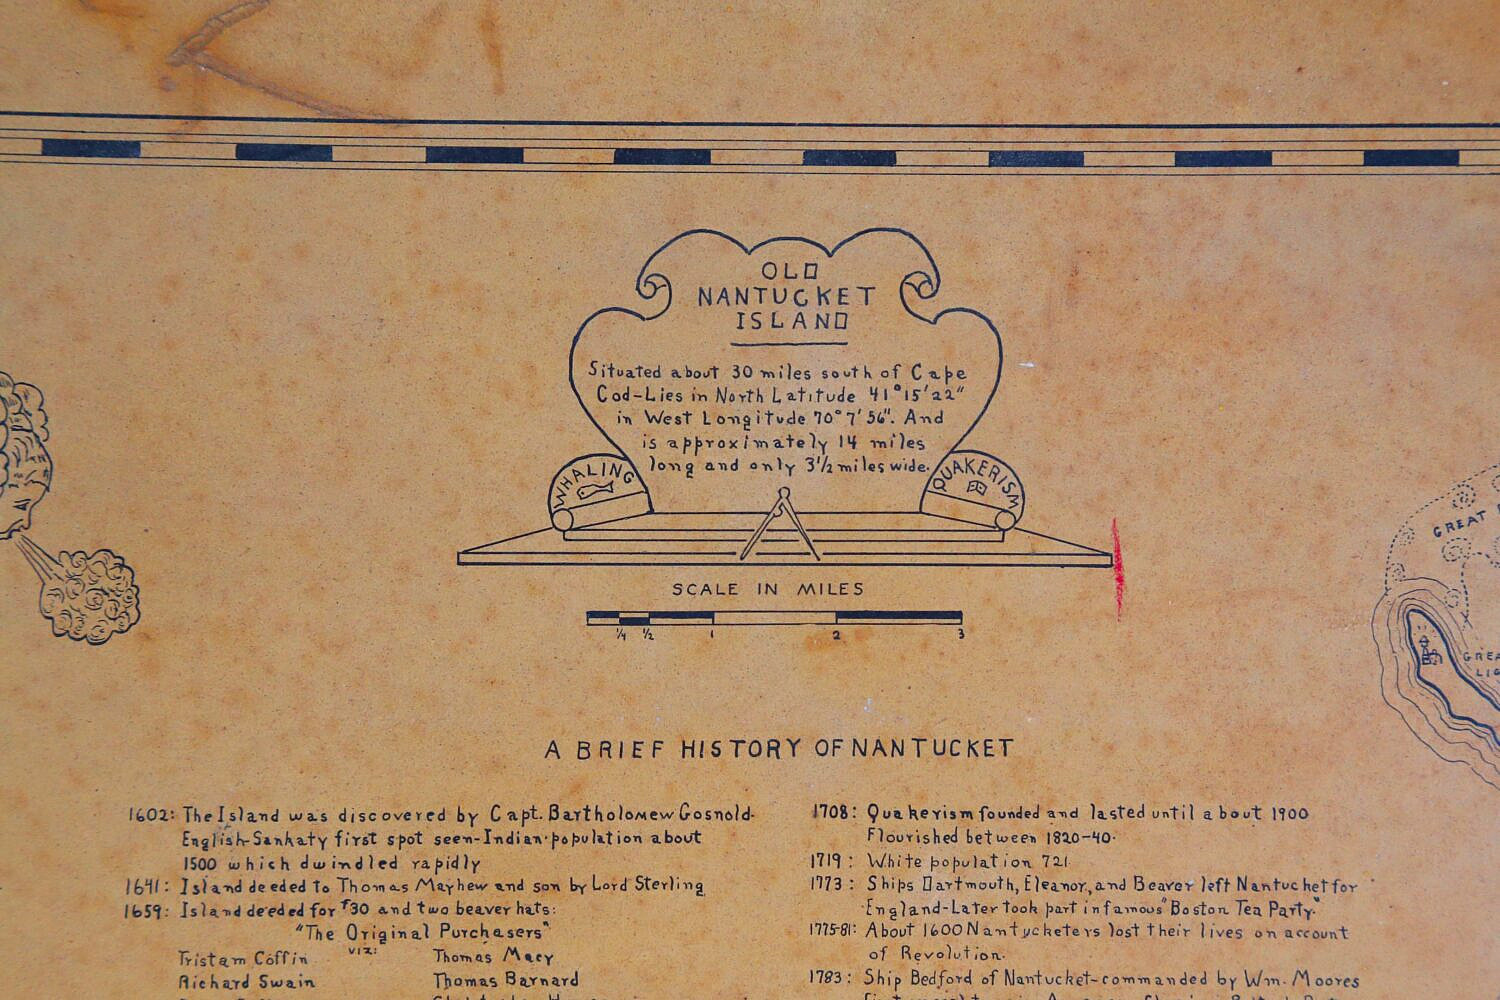 OLD
NANTUCKET
ISLAND
Situated about 30 miles south of Cape
Cod-Lies in North Latitude 41°15'22"
in West Longitude 70°7'56". And
is approximately 14 miles
long and only 3½ miles wide.
WHALING
QUAKERISM
SCALE IN MILES
¼ ½ 1 2 3
GREAT
GREA
LIG
A BRIEF HISTORY OF NANTUCKET
1602: The Island was discovered by Capt. Bartholomew Gosnold-
English-Sankaty first spot seen-Indian population about
1500 which dwindled rapidly
1641: Island deeded to Thomas Mayhew and son by Lord Sterling
1659: Island deeded for £30 and two beaver hats:
"The Original Purchasers"
viz:
Tristam Coffin Thomas Macy
Richard Swain Thomas Barnard
1708: Quakerism founded and lasted until about 1900
Flourished between 1820-40.
1719: White population 721
1773: Ships Dartmouth, Eleanor, and Beaver left Nantucket for
England-Later took part in famous "Boston Tea Party."
1775-81: About 1600 Nantucketers lost their lives on account
of Revolution.
1783: Ship Bedford of Nantucket-commanded by Wm. Moores